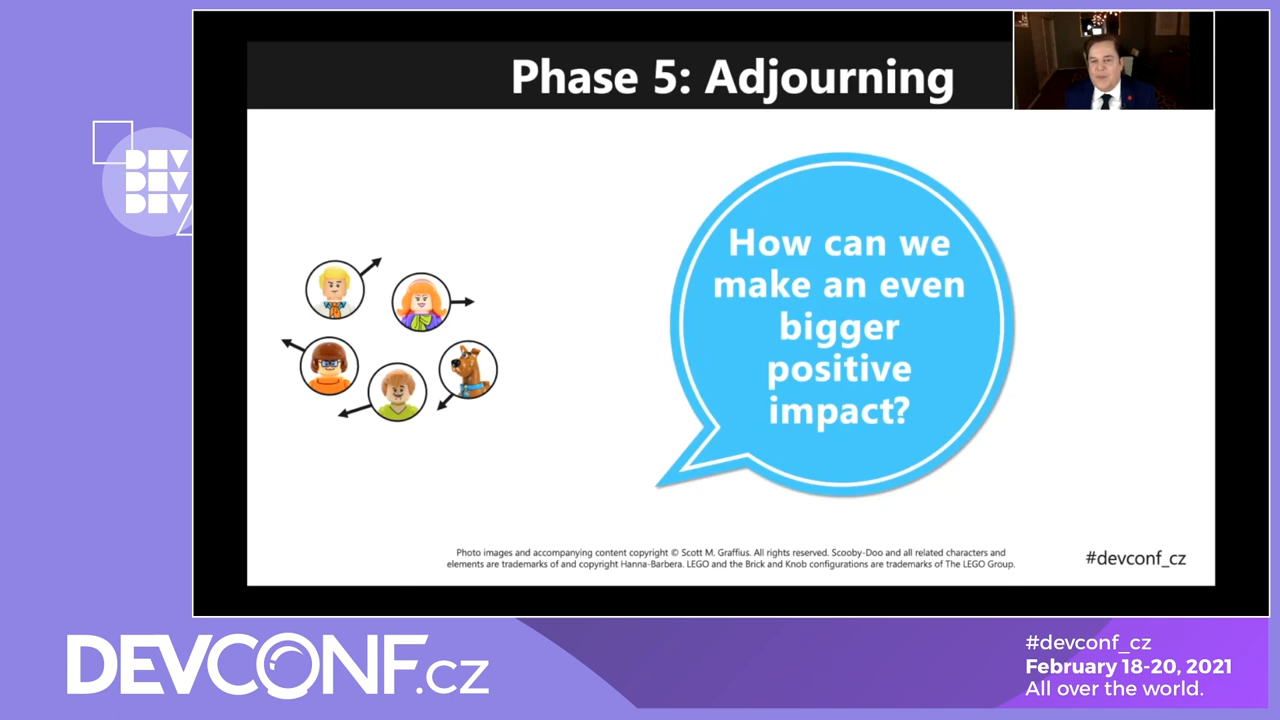 Phase 5: Adjourning
DEV
DEV
DEV
How can we
make an even
bigger
positive
impact?
Photo images and accompanying content copyright © Scott M. Graffius. All rights reserved. Scooby-Doo and all related characters and
elements are trademarks of and copyright Hanna-Barbera. LEGO and the Brick and Knob configurations are trademarks of The LEGO Group.
#devconf_cz
DEVCONF.cz
#devconf_cz
February 18-20, 2021
All over the world.